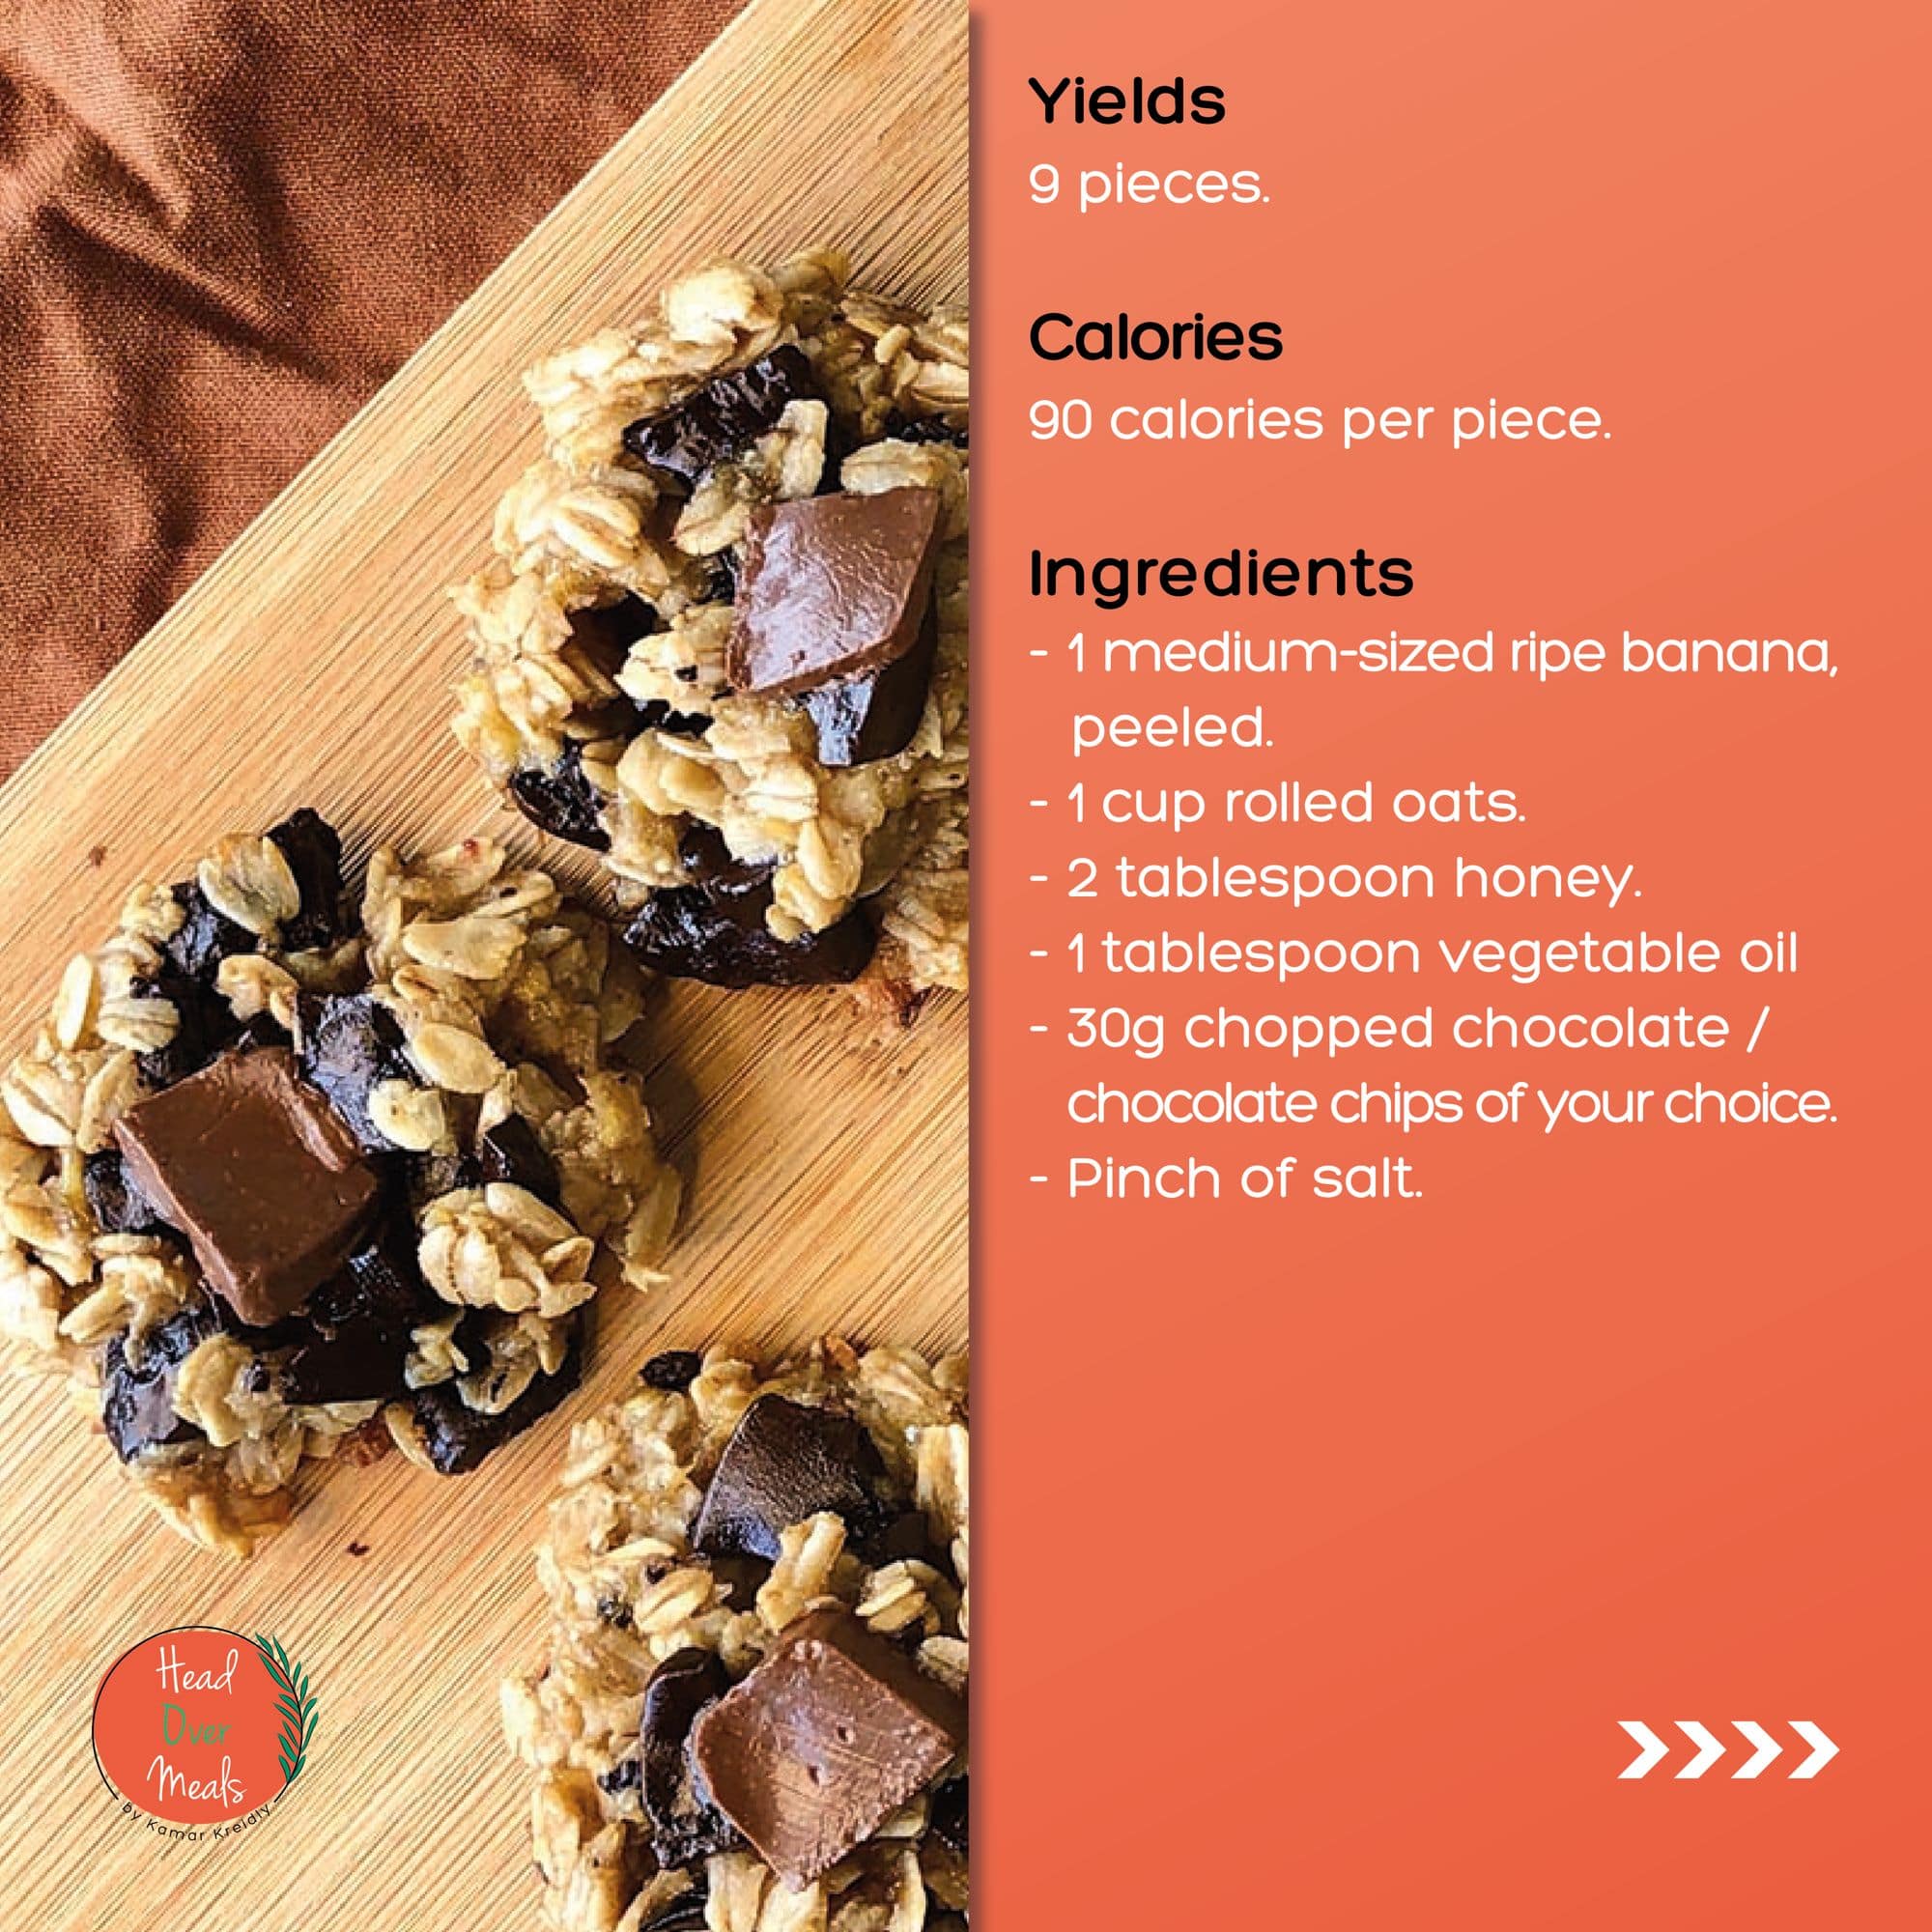 Yields
9 pieces.
Calories
90 calories per piece.
Ingredients
- 1 medium-sized ripe banana,
peeled.
- 1 cup rolled oats.
- 2 tablespoon honey.
- 1 tablespoon vegetable oil
- 30g chopped chocolate /
chocolate chips of your choice.
- Pinch of salt.
Head
Over
Meals
by Kamar Kreidly